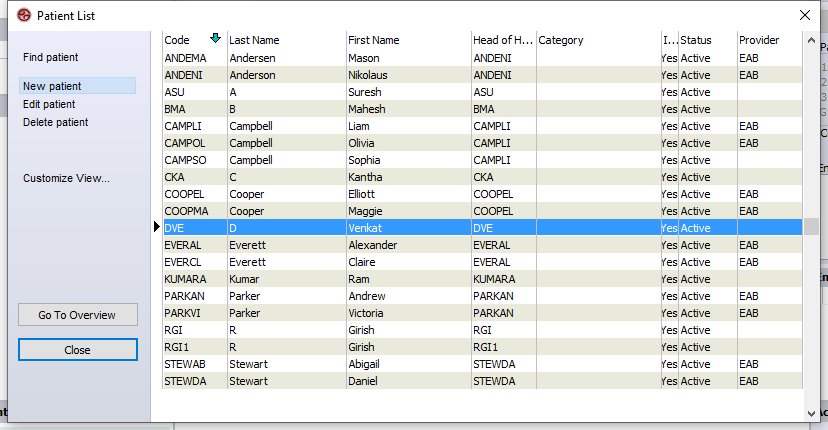 Patient List
Find patient
New patient
Edit patient
Delete patient
Customize View...
Go To Overview
Close
Code Last Name First Name Head of H... Category I... Status Provider
ANDEMA Andersen Mason ANDENI Yes Active EAB
ANDENI Anderson Nikolaus ANDENI Yes Active EAB
ASU A Suresh ASU Yes Active
BMA B Mahesh BMA Yes Active
CAMPLI Campbell Liam CAMPLI Yes Active EAB
CAMPOL Campbell Olivia CAMPLI Yes Active EAB
CAMPSO Campbell Sophia CAMPLI Yes Active
CKA C Kantha CKA Yes Active
COOPEL Cooper Elliott COOPEL Yes Active EAB
COOPMA Cooper Maggie COOPEL Yes Active EAB
DVE D Venkat DVE Yes Active
EVERAL Everett Alexander EVERAL Yes Active EAB
EVERCL Everett Claire EVERAL Yes Active EAB
KUMARA Kumar Ram KUMARA Yes Active
PARKAN Parker Andrew PARKAN Yes Active EAB
PARKVI Parker Victoria PARKAN Yes Active EAB
RGI R Girish RGI Yes Active
RGI1 R Girish RGI1 Yes Active
STEWAB Stewart Abigail STEWDA Yes Active EAB
STEWDA Stewart Daniel STEWDA Yes Active EAB